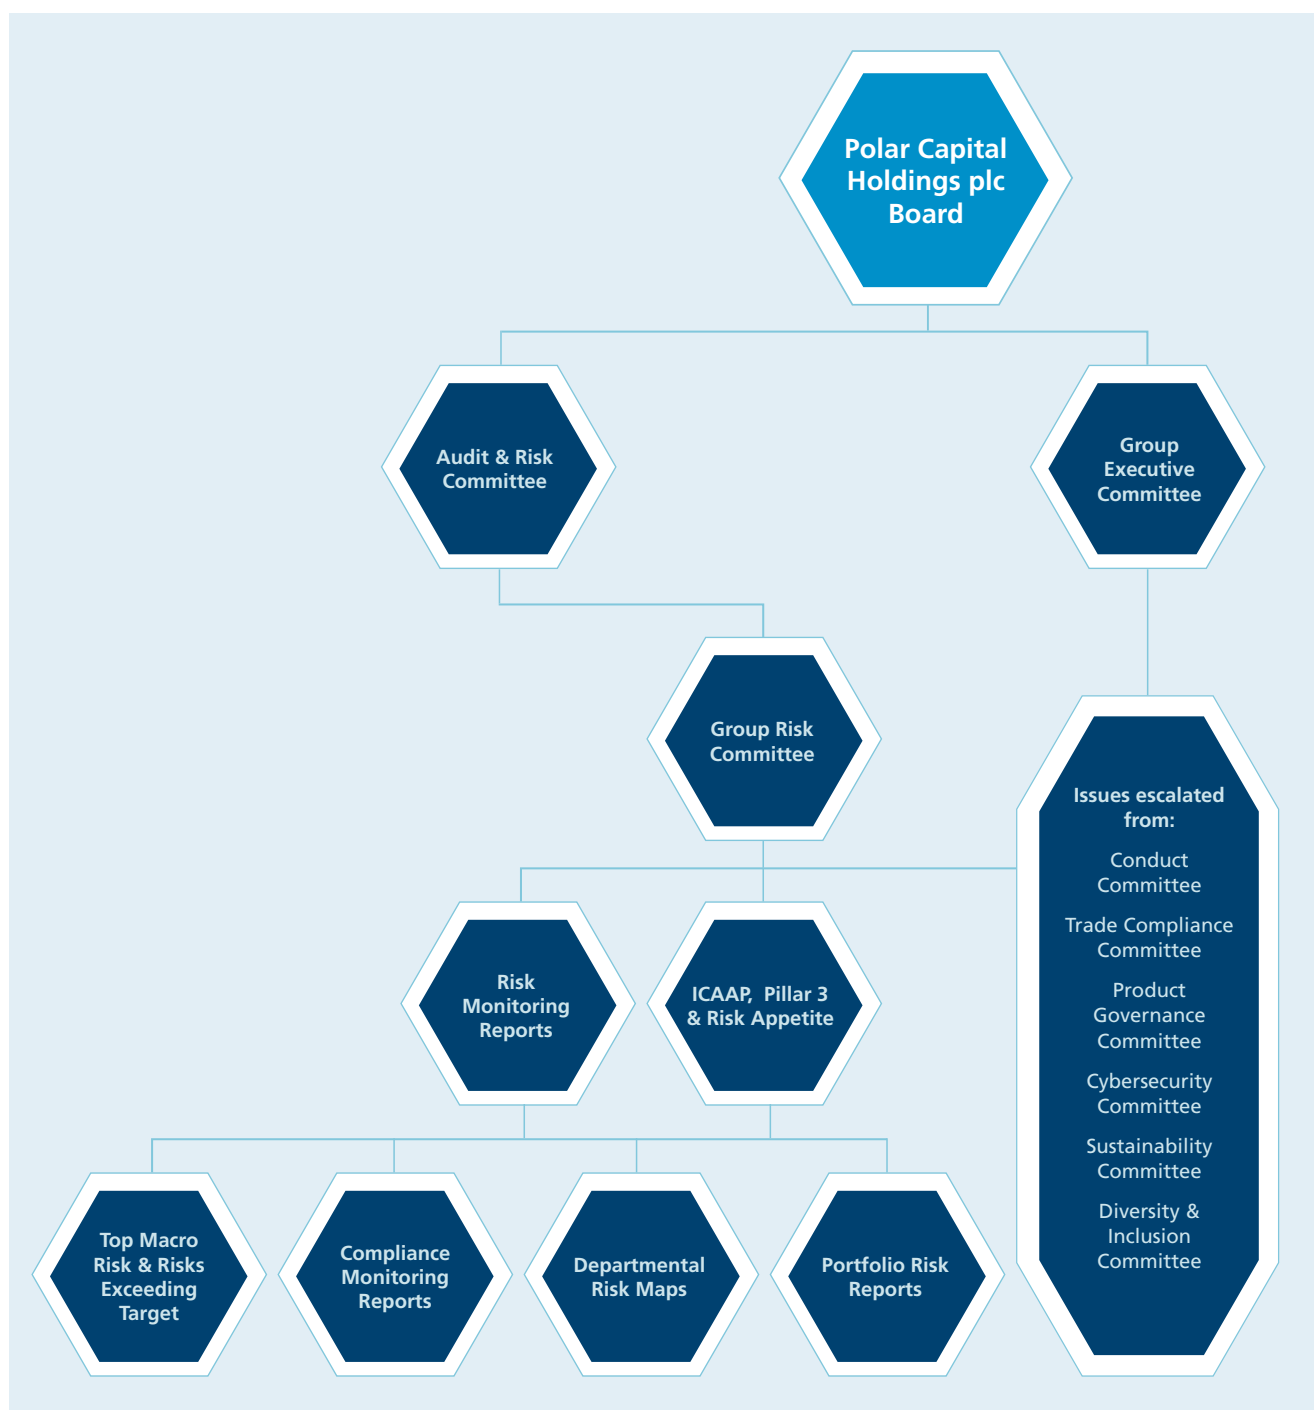 Polar Capital
Holdings plc
Board
Audit & Risk
Committee
Group
Executive
Committee
Group Risk
Committee
Issues escalated
from:
Conduct
Committee
Trade Compliance
Committee
Product
Governance
Committee
Cybersecurity
Committee
Sustainability
Committee
Diversity &
Inclusion
Committee
Risk
Monitoring
Reports
ICAAP, Pillar 3
& Risk Appetite
Top Macro
Risk & Risks
Exceeding
Target
Compliance
Monitoring
Reports
Departmental
Risk Maps
Portfolio Risk
Reports